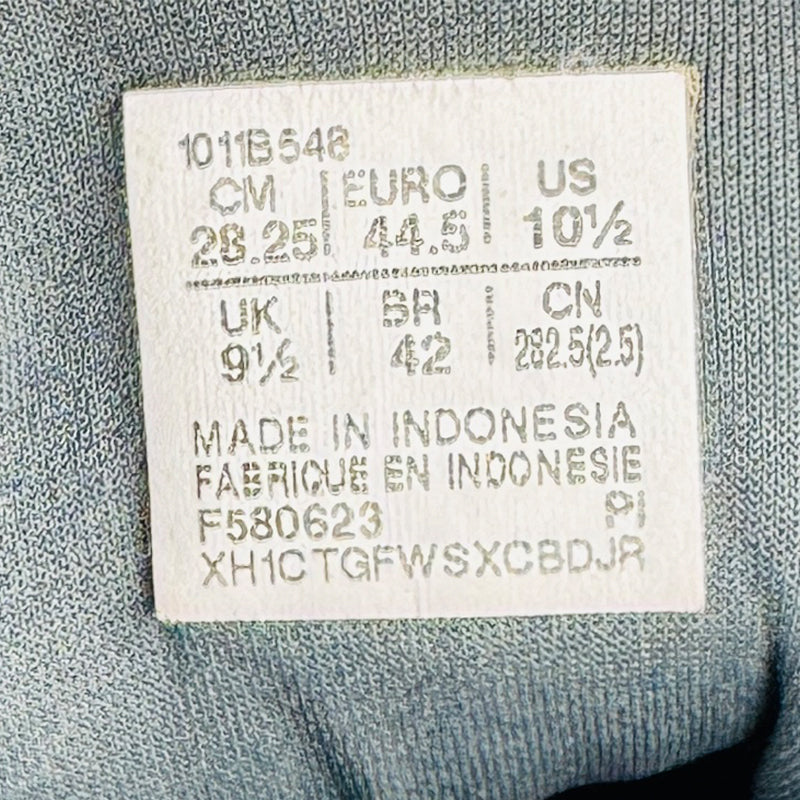 1011B548
CM EURO US
28.25 44.5 10½
UK BR CN
9½ 42 282.5(2.5)
MADE IN INDONESIA
FABRIQUE EN INDONESIE
F580623 PI
XH1CTGFWSXCBDJR